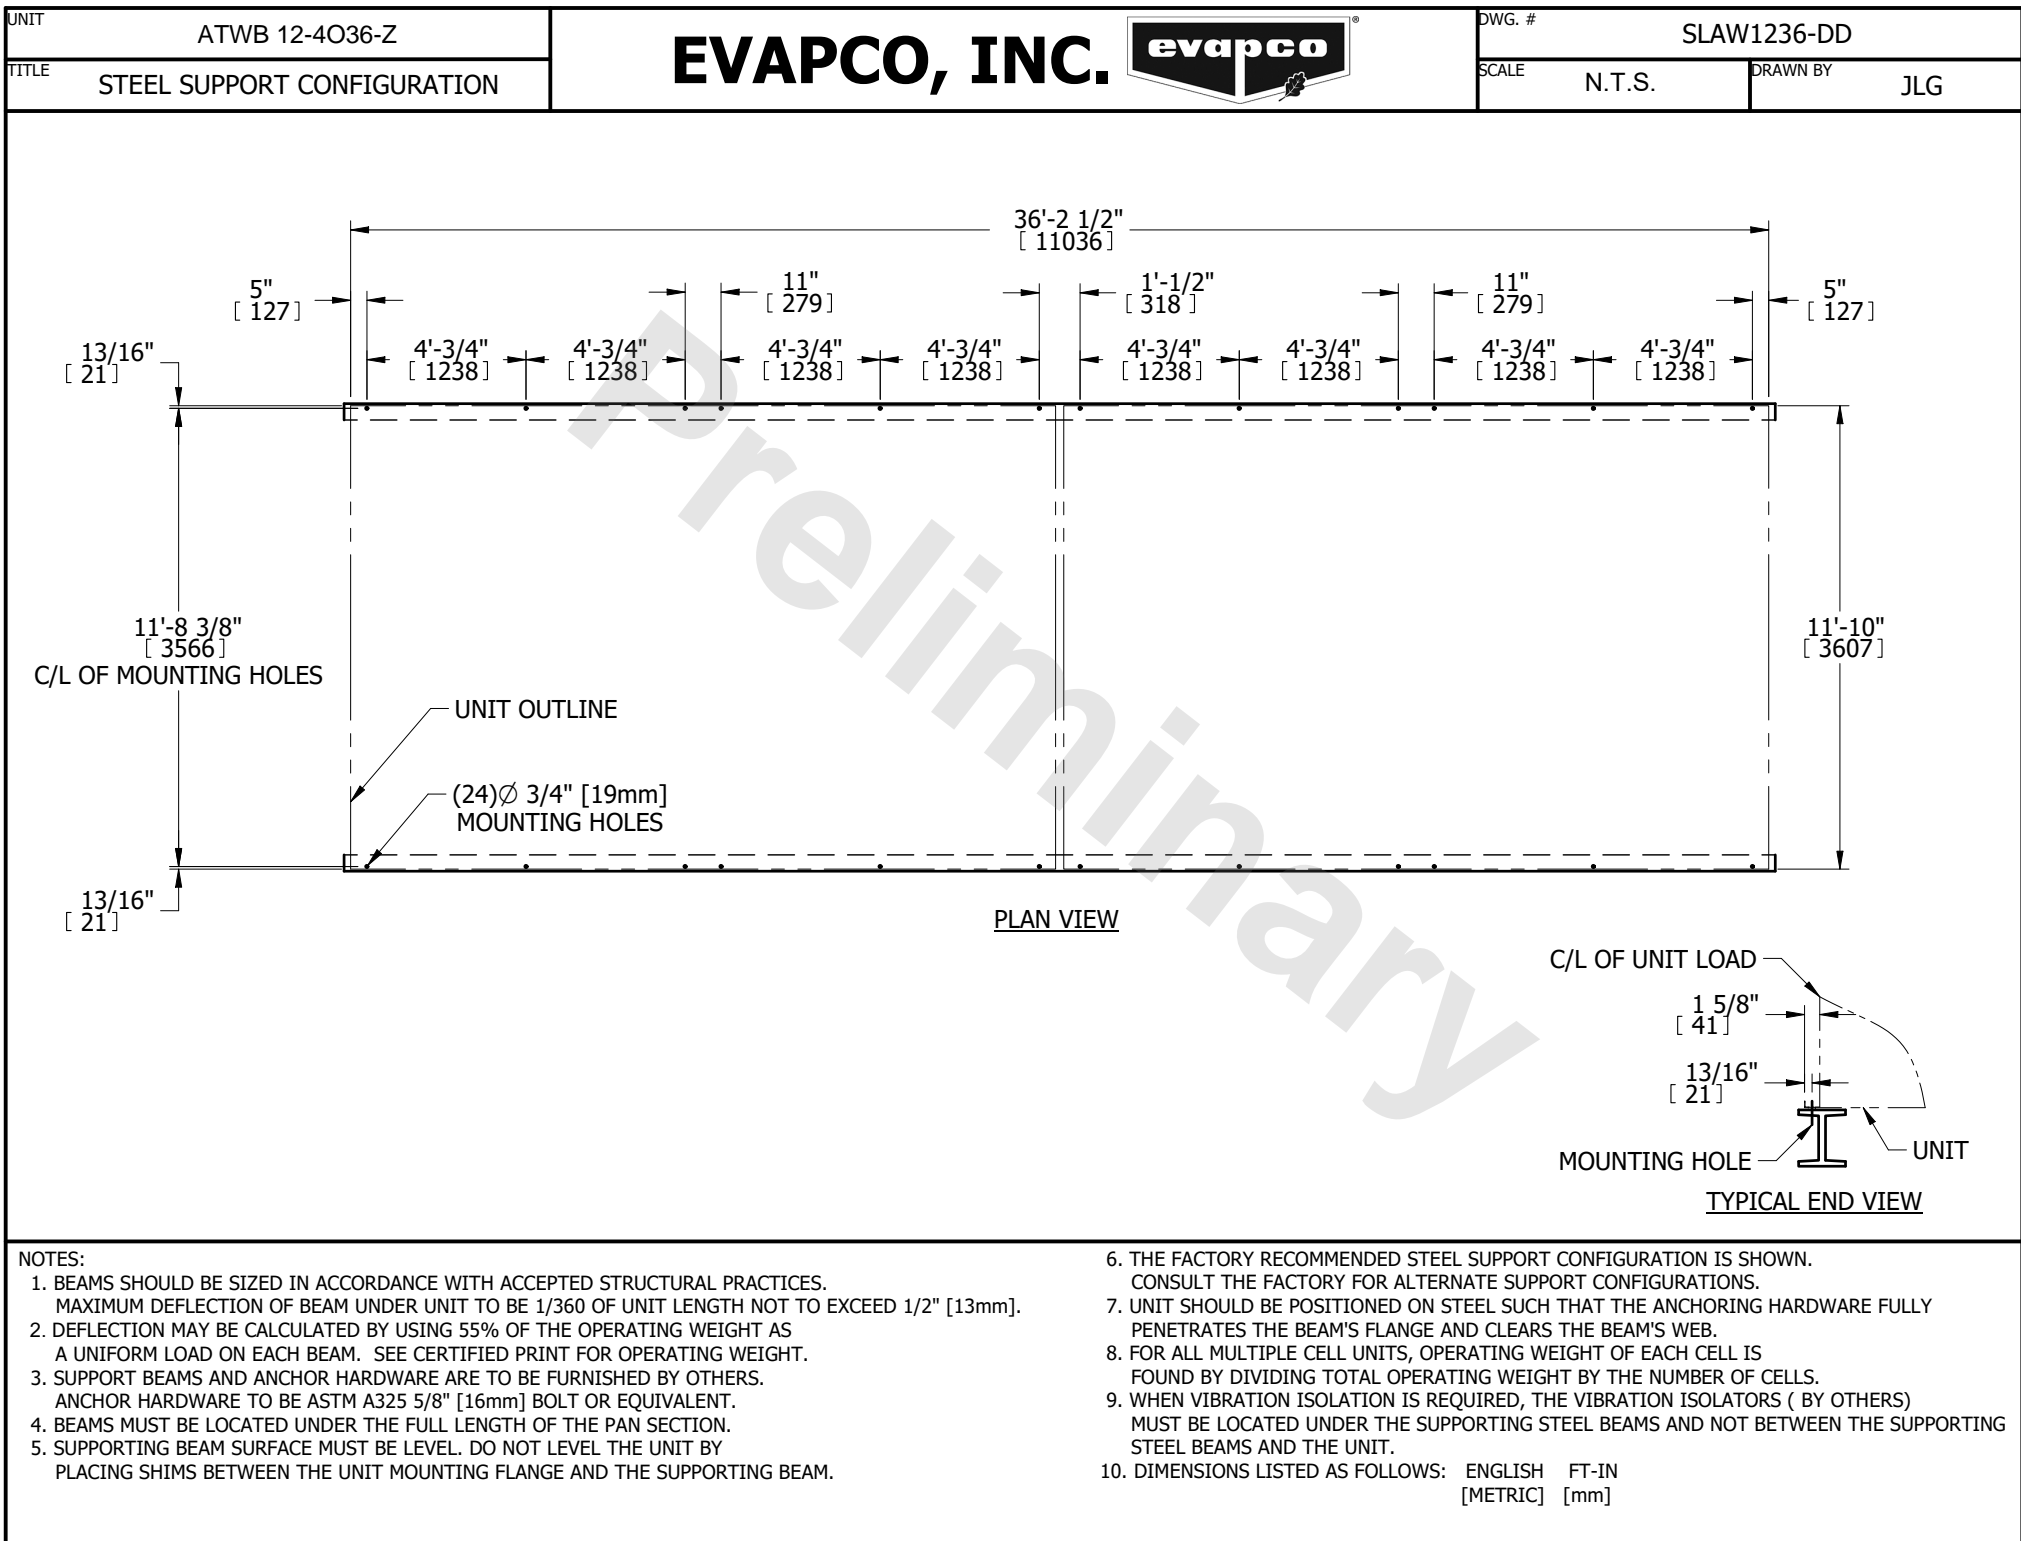 UNIT
ATWB 12-4O36-Z
TITLE
STEEL SUPPORT CONFIGURATION
EVAPCO, INC.
evapco
®
DWG. #
SLAW1236-DD
SCALE
N.T.S.
DRAWN BY
JLG
36'-2 1/2"
[ 11036]
5"
[ 127]
11"
[ 279]
1'-1/2"
[ 318 ]
11"
[ 279]
5"
[ 127]
13/16"
[ 21]
4'-3/4"
[ 1238]
4'-3/4"
[ 1238]
4'-3/4"
[ 1238]
4'-3/4"
[ 1238]
4'-3/4"
[ 1238]
4'-3/4"
[ 1238]
4'-3/4"
[ 1238]
4'-3/4"
[ 1238]
11'-8 3/8"
[ 3566]
C/L OF MOUNTING HOLES
11'-10"
[ 3607]
UNIT OUTLINE
(24)∅ 3/4" [19mm]
MOUNTING HOLES
13/16"
[ 21]
PLAN VIEW
Preliminary
C/L OF UNIT LOAD
1 5/8"
[ 41]
13/16"
[ 21]
MOUNTING HOLE
UNIT
TYPICAL END VIEW
NOTES:
1. BEAMS SHOULD BE SIZED IN ACCORDANCE WITH ACCEPTED STRUCTURAL PRACTICES.
MAXIMUM DEFLECTION OF BEAM UNDER UNIT TO BE 1/360 OF UNIT LENGTH NOT TO EXCEED 1/2" [13mm].
2. DEFLECTION MAY BE CALCULATED BY USING 55% OF THE OPERATING WEIGHT AS
A UNIFORM LOAD ON EACH BEAM. SEE CERTIFIED PRINT FOR OPERATING WEIGHT.
3. SUPPORT BEAMS AND ANCHOR HARDWARE ARE TO BE FURNISHED BY OTHERS.
ANCHOR HARDWARE TO BE ASTM A325 5/8" [16mm] BOLT OR EQUIVALENT.
4. BEAMS MUST BE LOCATED UNDER THE FULL LENGTH OF THE PAN SECTION.
5. SUPPORTING BEAM SURFACE MUST BE LEVEL. DO NOT LEVEL THE UNIT BY
PLACING SHIMS BETWEEN THE UNIT MOUNTING FLANGE AND THE SUPPORTING BEAM.
6. THE FACTORY RECOMMENDED STEEL SUPPORT CONFIGURATION IS SHOWN.
CONSULT THE FACTORY FOR ALTERNATE SUPPORT CONFIGURATIONS.
7. UNIT SHOULD BE POSITIONED ON STEEL SUCH THAT THE ANCHORING HARDWARE FULLY
PENETRATES THE BEAM'S FLANGE AND CLEARS THE BEAM'S WEB.
8. FOR ALL MULTIPLE CELL UNITS, OPERATING WEIGHT OF EACH CELL IS
FOUND BY DIVIDING TOTAL OPERATING WEIGHT BY THE NUMBER OF CELLS.
9. WHEN VIBRATION ISOLATION IS REQUIRED, THE VIBRATION ISOLATORS ( BY OTHERS)
MUST BE LOCATED UNDER THE SUPPORTING STEEL BEAMS AND NOT BETWEEN THE SUPPORTING
STEEL BEAMS AND THE UNIT.
10. DIMENSIONS LISTED AS FOLLOWS: ENGLISH FT-IN
[METRIC] [mm]